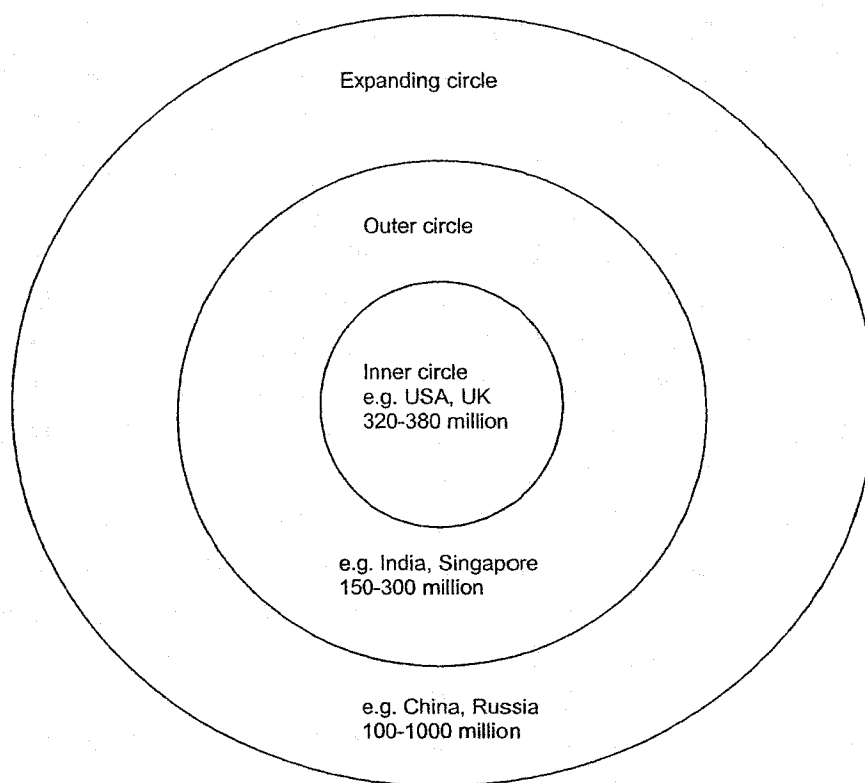 Expanding circle
Outer circle
Inner circle
e.g. USA, UK
320-380 million
e.g. India, Singapore
150-300 million
e.g. China, Russia
100-1000 million